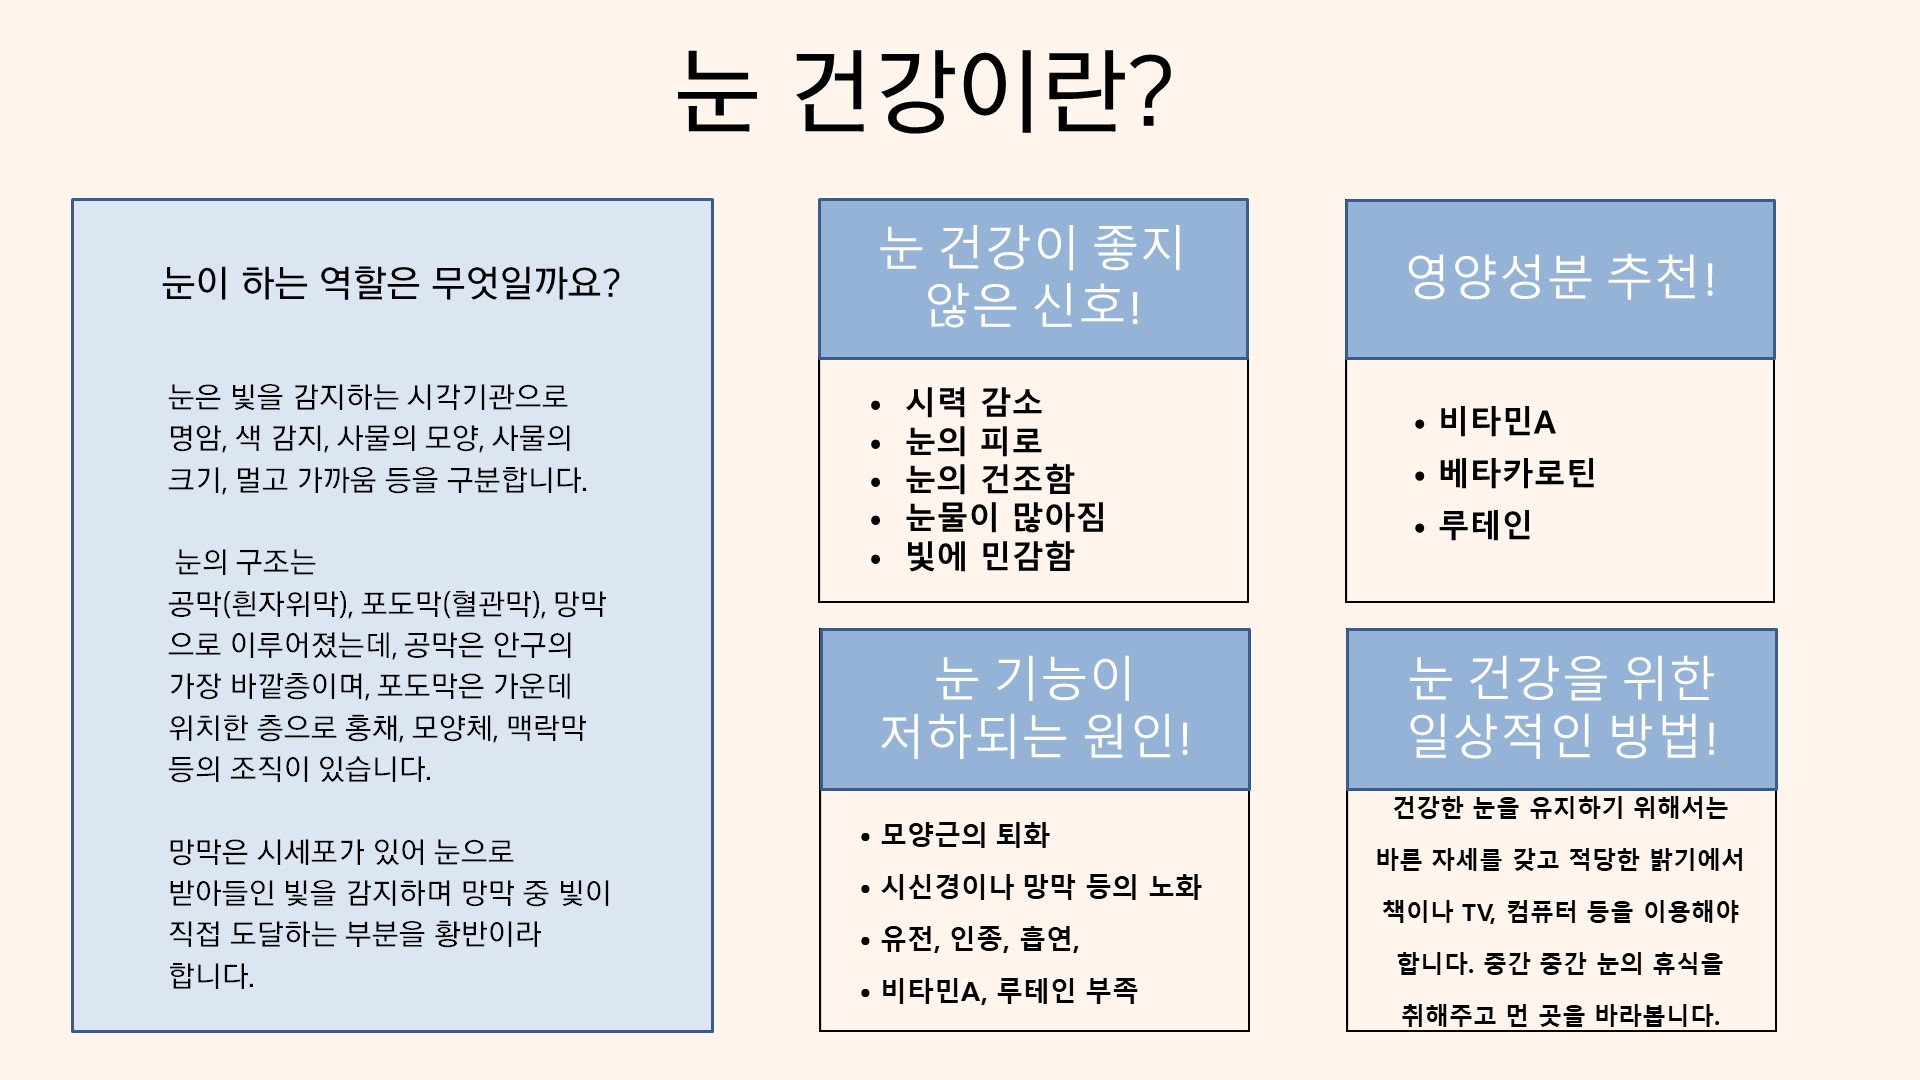 눈 건강이란?
눈이 하는 역할은 무엇일까요?
눈은 빛을 감지하는 시각기관으로
명암, 색 감지, 사물의 모양, 사물의
크기, 멀고 가까움 등을 구분합니다.
눈의 구조는
공막(흰자위막), 포도막(혈관막), 망막
으로 이루어졌는데, 공막은 안구의
가장 바깥층이며, 포도막은 가운데
위치한 층으로 홍채, 모양체, 맥락막
등의 조직이 있습니다.
망막은 시세포가 있어 눈으로
받아들인 빛을 감지하며 망막 중 빛이
직접 도달하는 부분을 황반이라
합니다.
눈 건강이 좋지
않은 신호!
• 시력 감소
• 눈의 피로
• 눈의 건조함
• 눈물이 많아짐
• 빛에 민감함
영양성분 추천!
• 비타민A
• 베타카로틴
• 루테인
눈 기능이
저하되는 원인!
• 모양근의 퇴화
• 시신경이나 망막 등의 노화
• 유전, 인종, 흡연,
• 비타민A, 루테인 부족
눈 건강을 위한
일상적인 방법!
건강한 눈을 유지하기 위해서는
바른 자세를 갖고 적당한 밝기에서
책이나 TV, 컴퓨터 등을 이용해야
합니다. 중간 중간 눈의 휴식을
취해주고 먼 곳을 바라봅니다.